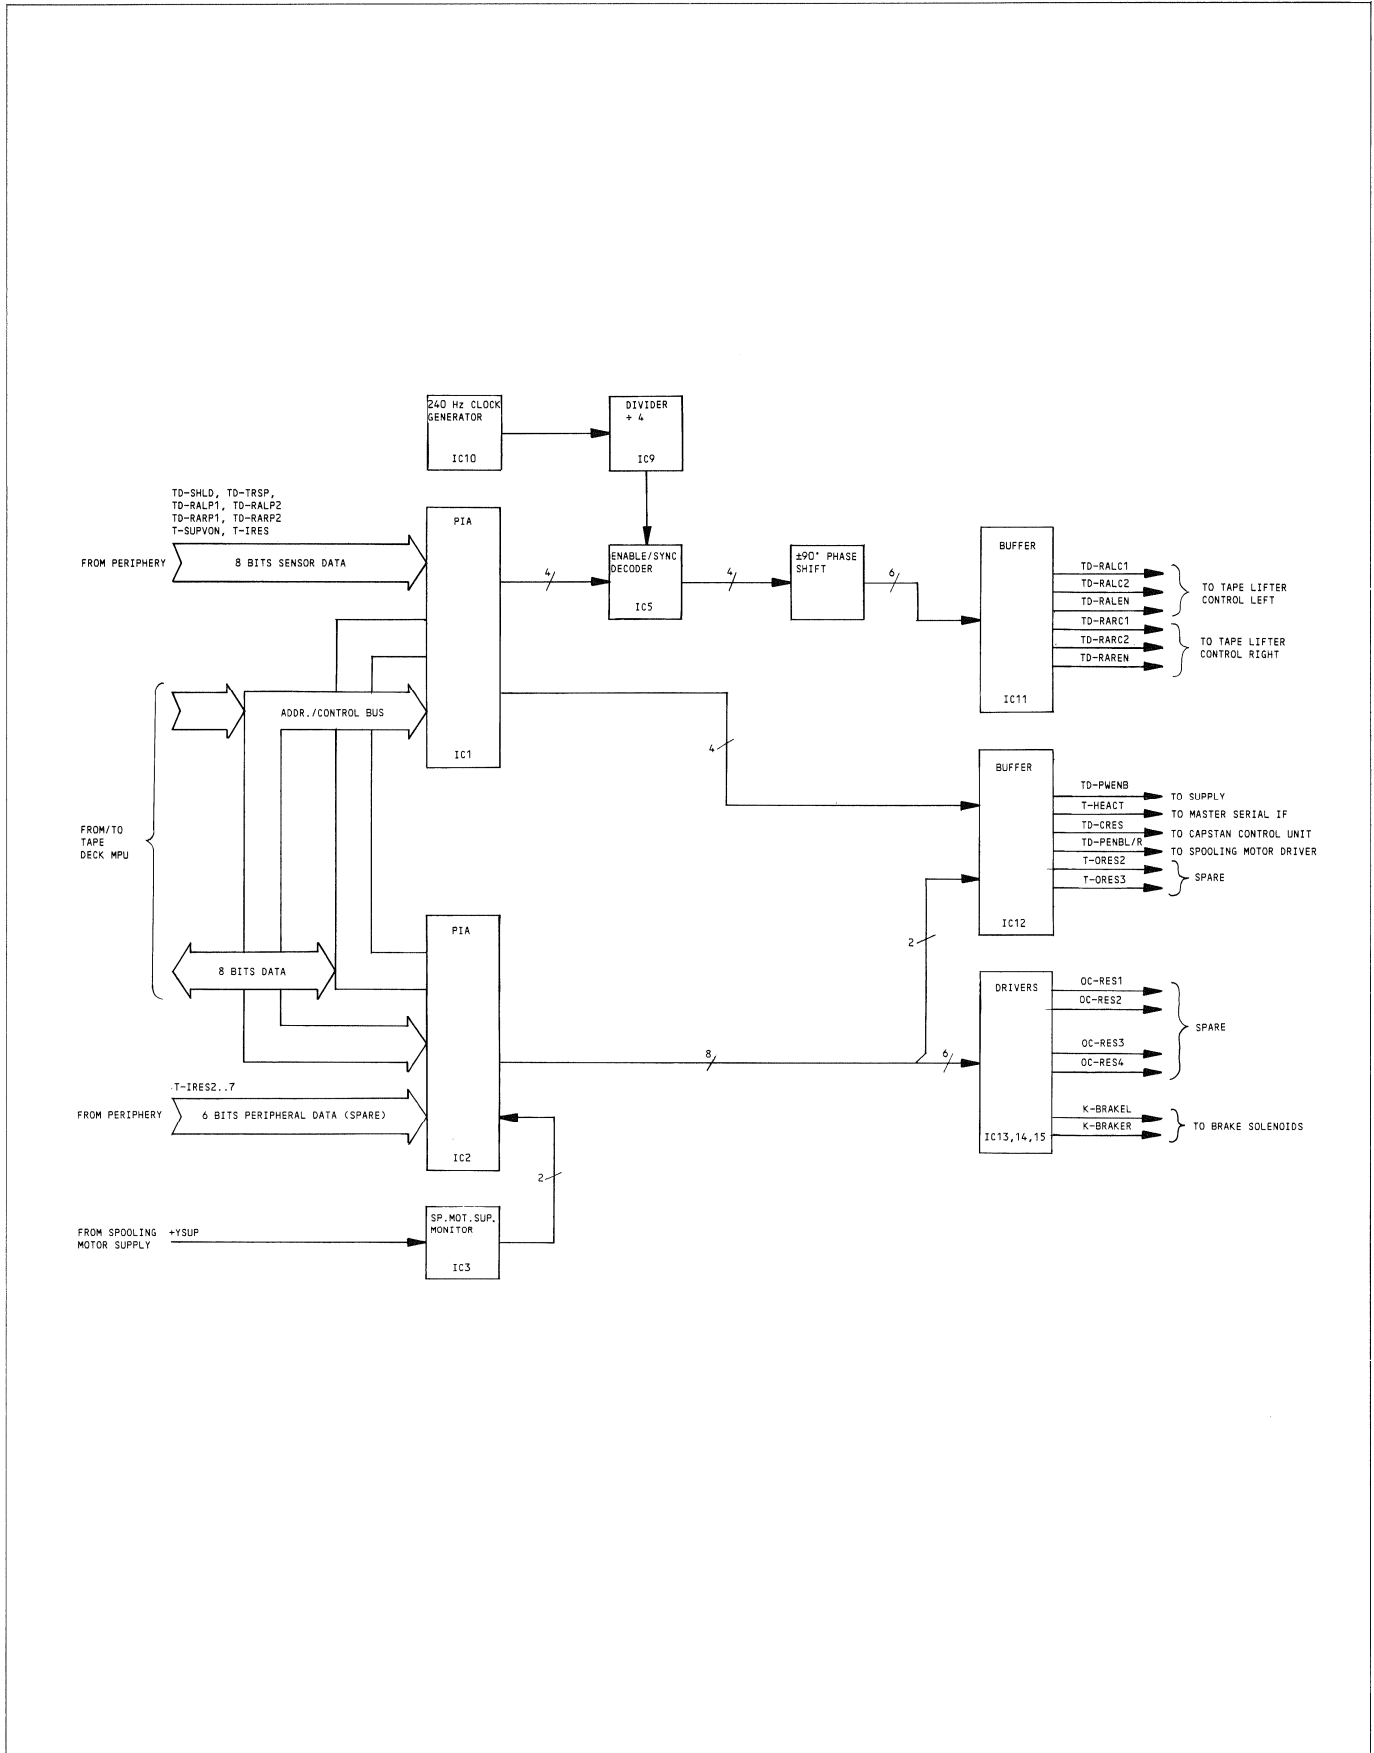 240 Hz CLOCK
GENERATOR
IC10
DIVIDER
÷ 4
IC9
TD-SHLD, TD-TRSP,
TD-RALP1, TD-RALP2
TD-RARP1, TD-RARP2
T-SUPVON, T-IRES
FROM PERIPHERY
8 BITS SENSOR DATA
PIA
IC1
4
ENABLE/SYNC
DECODER
IC5
4
±90° PHASE
SHIFT
6
BUFFER
IC11
TD-RALC1
TD-RALC2
TD-RALEN
TD-RARC1
TD-RARC2
TD-RAREN
TO TAPE LIFTER
CONTROL LEFT
TO TAPE LIFTER
CONTROL RIGHT
ADDR./CONTROL BUS
4
FROM/TO
TAPE
DECK MPU
BUFFER
IC12
TD-PWENB
T-HEACT
TD-CRES
TD-PENBL/R
T-ORES2
T-ORES3
TO SUPPLY
TO MASTER SERIAL IF
TO CAPSTAN CONTROL UNIT
TO SPOOLING MOTOR DRIVER
SPARE
8 BITS DATA
PIA
IC2
2
8
6
DRIVERS
IC13,14,15
OC-RES1
OC-RES2
OC-RES3
OC-RES4
SPARE
K-BRAKEL
K-BRAKER
TO BRAKE SOLENOIDS
T-IRES2..7
FROM PERIPHERY
6 BITS PERIPHERAL DATA (SPARE)
2
FROM SPOOLING
MOTOR SUPPLY
+YSUP
SP.MOT.SUP.
MONITOR
IC3